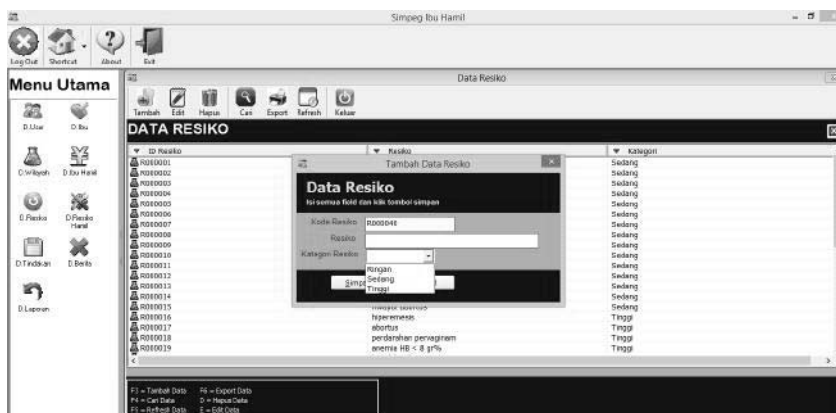 Simpeg Ibu Hamil
Log Out Shortcut About Exit
Menu Utama
D.User D.Ibu
D.Wilayah D.Ibu Hamil
D.Resiko D.Resiko Hamil
D.Tindakan D.Berita
D.Laporan
Data Resiko
Tambah Edit Hapus Cari Export Refresh Keluar
DATA RESIKO
ID Resiko Resiko Kategori
R000001 Sedang
R000002 Sedang
R000003 Sedang
R000004 Sedang
R000005 Sedang
R000006 Sedang
R000007 Sedang
R000008 Sedang
R000009 Sedang
R000010 Sedang
R000011 Sedang
R000012 Sedang
R000013 Sedang
R000014 Sedang
R000015 Sedang
R000016 hiperemesis Tinggi
R000017 abortus Tinggi
R000018 perdarahan pervaginam Tinggi
R000019 anemia HB < 8 gr% Tinggi
Tambah Data Resiko
Data Resiko
Isi semua field dan klik tombol simpan
Kode Resiko R000040
Resiko
Kategori Resiko
Ringan
Sedang
Tinggi
F3 = Tambah Data F6 = Export Data
F4 = Cari Data D = Hapus Data
F5 = Refresh Data E = Edit Data